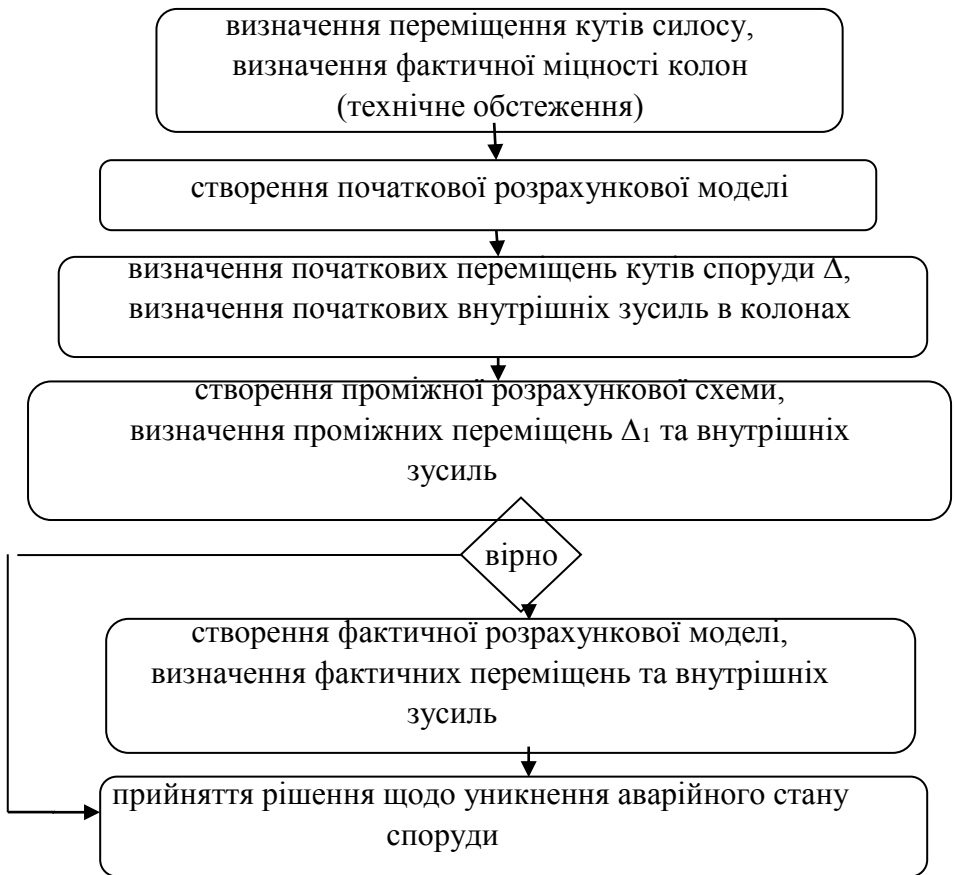 визначення переміщення кутів силосу,
визначення фактичної міцності колон
(технічне обстеження)
створення початкової розрахункової моделі
визначення початкових переміщень кутів споруди Δ,
визначення початкових внутрішніх зусиль в колонах
створення проміжної розрахункової схеми,
визначення проміжних переміщень Δ₁ та внутрішніх
зусиль
вірно
створення фактичної розрахункової моделі,
визначення фактичних переміщень та внутрішніх
зусиль
прийняття рішення щодо уникнення аварійного стану
споруди